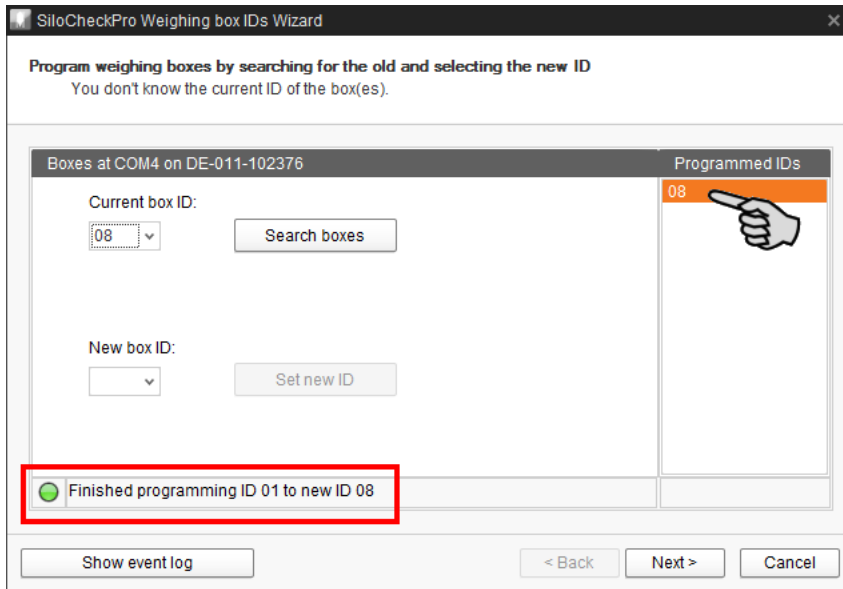 SiloCheckPro Weighing box IDs Wizard
Program weighing boxes by searching for the old and selecting the new ID
You don't know the current ID of the box(es).
Boxes at COM4 on DE-011-102376
Programmed IDs
Current box ID:
08
Search boxes
08
New box ID:
Set new ID
Finished programming ID 01 to new ID 08
Show event log
< Back
Next >
Cancel